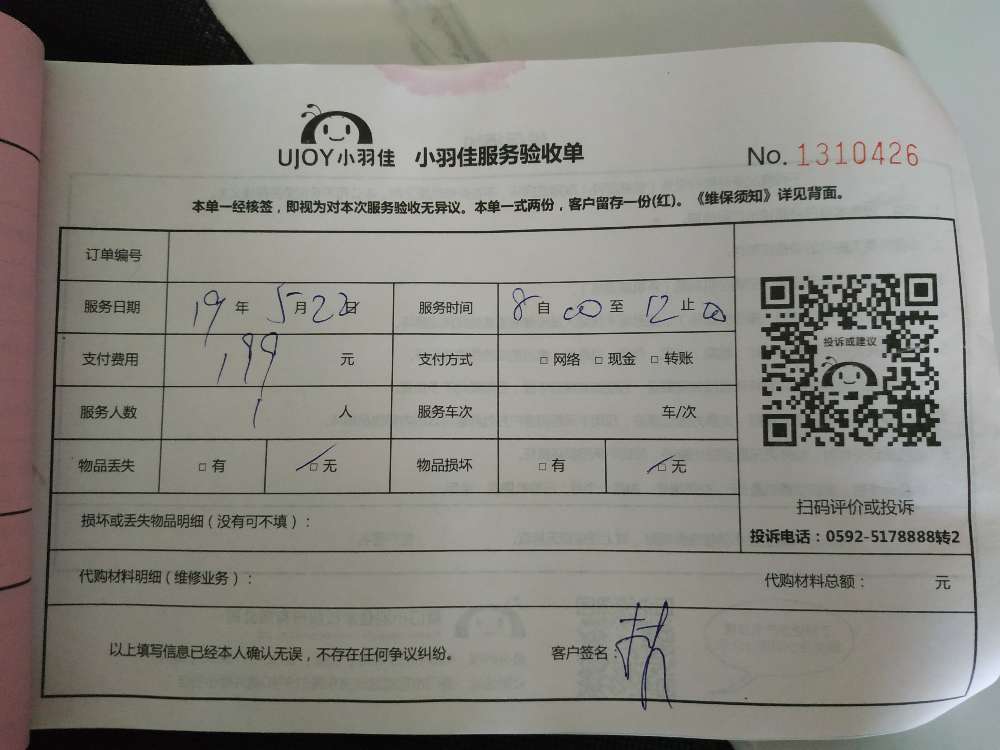 UJOY小羽佳 小羽佳服务验收单 No. 1310426
本单一经核签，即视为对本次服务验收无异议。本单一式两份，客户留存一份(红)。《维保须知》详见背面。
订单编号
服务日期 19 年 5 月 22 日 服务时间 8 自 00 至 12 止 00
支付费用 199 元 支付方式 □ 网络 □ 现金 □ 转账
投诉或建议
服务人数 1 人 服务车次 车/次
物品丢失 □ 有 □ 无 物品损坏 □ 有 □ 无
扫码评价或投诉
损坏或丢失物品明细（没有可不填）：
投诉电话：0592-5178888转2
代购材料明细（维修业务）： 代购材料总额： 元
以上填写信息已经本人确认无误，不存在任何争议纠纷。 客户签名：